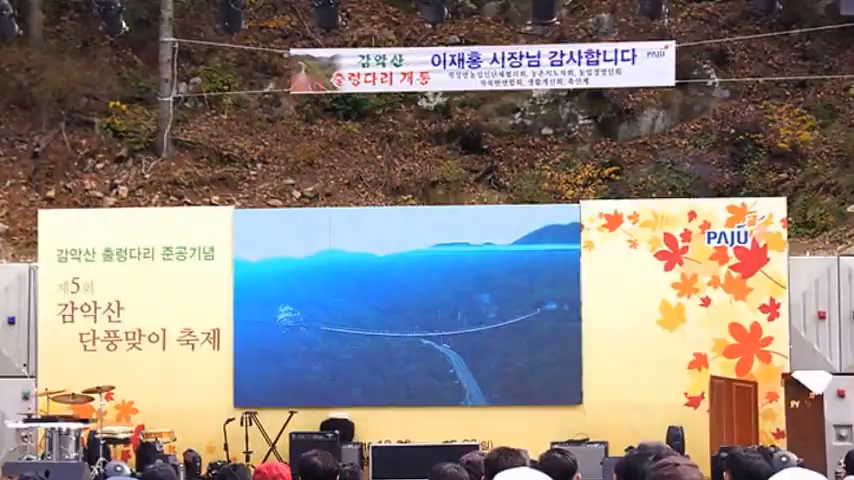 감악산
출렁다리 개통
이재홍 시장님 감사합니다
PAJU
감악산 출렁다리 준공기념
제5회
감악산
단풍맞이 축제
PAJU